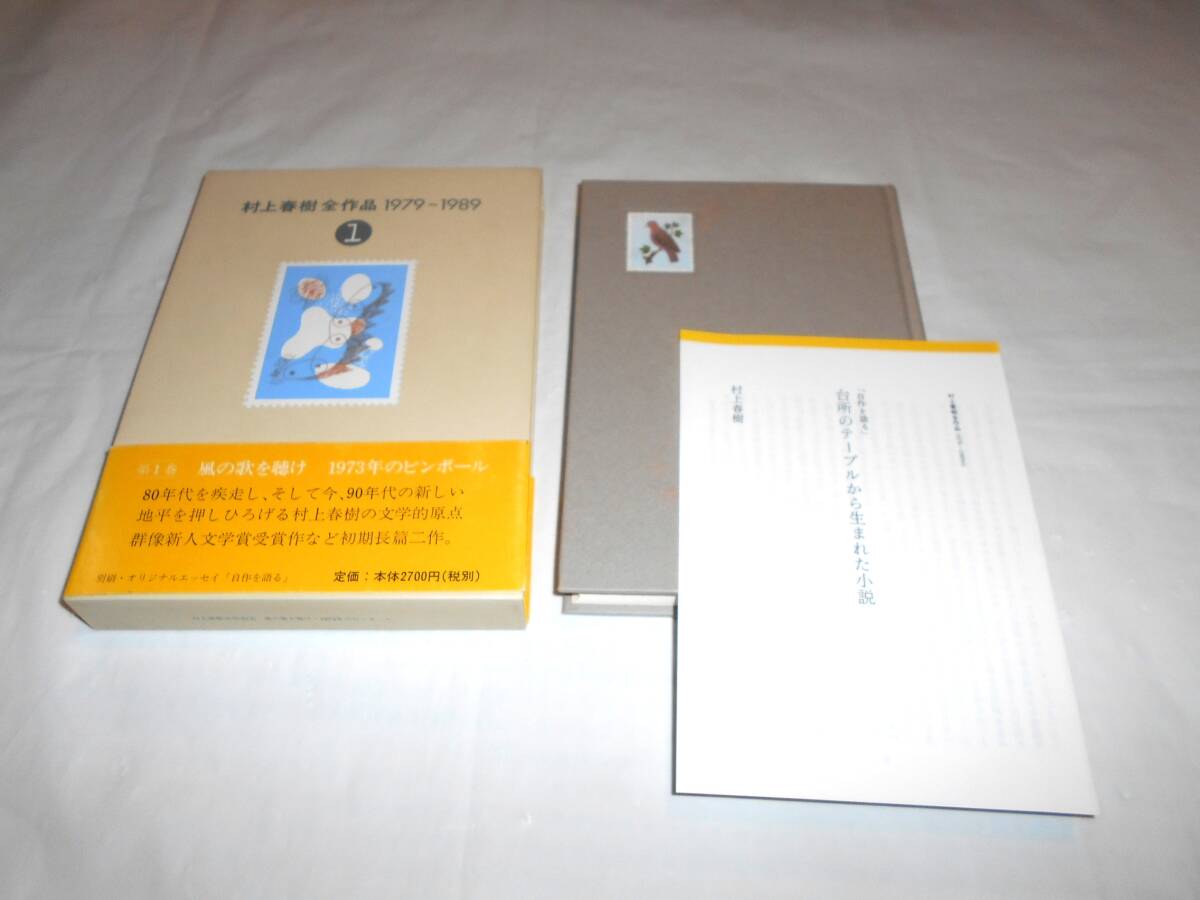 村上春樹全作品 1979-1989
1
第1巻 風の歌を聴け 1973年のピンボール
80年代を疾走し、そして今、90年代の新しい
地平を押しひろげる村上春樹の文学的原点
群像新人文学賞受賞作など初期長篇二作。
別刷・オリジナルエッセイ「自作を語る」
定価：本体2700円(税別)
「自作を語る」
台所のテーブルから生まれた小説
村上春樹